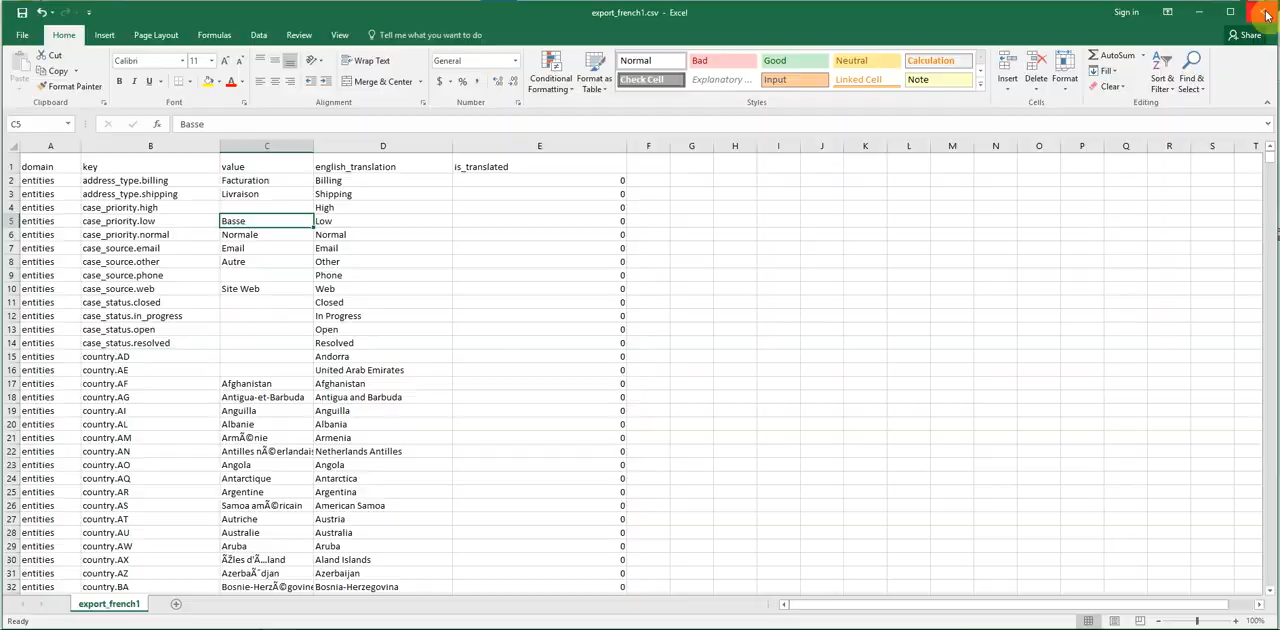 export_french1.csv - Excel
Sign in
File Home Insert Page Layout Formulas Data Review View Tell me what you want to do
Share
Paste
Cut
Copy
Format Painter
Clipboard
Calibri 11
B I U
Font
Wrap Text
Merge & Center
Alignment
General
$ % ,
Number
Conditional Formatting
Format as Table
Normal Bad Good Neutral Calculation
Check Cell Explanatory ... Input Linked Cell Note
Styles
Insert Delete Format
Cells
AutoSum
Fill
Clear
Sort & Filter
Find & Select
Editing
C5 fx Basse
A B C D E F G H I J K L M N O P Q R S T
1 domain key value english_translation is_translated
2 entities address_type.billing Facturation Billing 0
3 entities address_type.shipping Livraison Shipping 0
4 entities case_priority.high High 0
5 entities case_priority.low Basse Low 0
6 entities case_priority.normal Normale Normal 0
7 entities case_source.email Email Email 0
8 entities case_source.other Autre Other 0
9 entities case_source.phone Phone 0
10 entities case_source.web Site Web Web 0
11 entities case_status.closed Closed 0
12 entities case_status.in_progress In Progress 0
13 entities case_status.open Open 0
14 entities case_status.resolved Resolved 0
15 entities country.AD Andorra 0
16 entities country.AE United Arab Emirates 0
17 entities country.AF Afghanistan Afghanistan 0
18 entities country.AG Antigua-et-Barbuda Antigua and Barbuda 0
19 entities country.AI Anguilla Anguilla 0
20 entities country.AL Albanie Albania 0
21 entities country.AM ArmÃ©nie Armenia 0
22 entities country.AN Antilles nÃ©erlandais Netherlands Antilles 0
23 entities country.AO Angola Angola 0
24 entities country.AQ Antarctique Antarctica 0
25 entities country.AR Argentine Argentina 0
26 entities country.AS Samoa amÃ©ricain American Samoa 0
27 entities country.AT Autriche Austria 0
28 entities country.AU Australie Australia 0
29 entities country.AW Aruba Aruba 0
30 entities country.AX ÃŽles d'Ã…land Aland Islands 0
31 entities country.AZ AzerbaÃ¯djan Azerbaijan 0
32 entities country.BA Bosnie-HerzÃ©govine Bosnia-Herzegovina 0
export_french1
Ready 100%